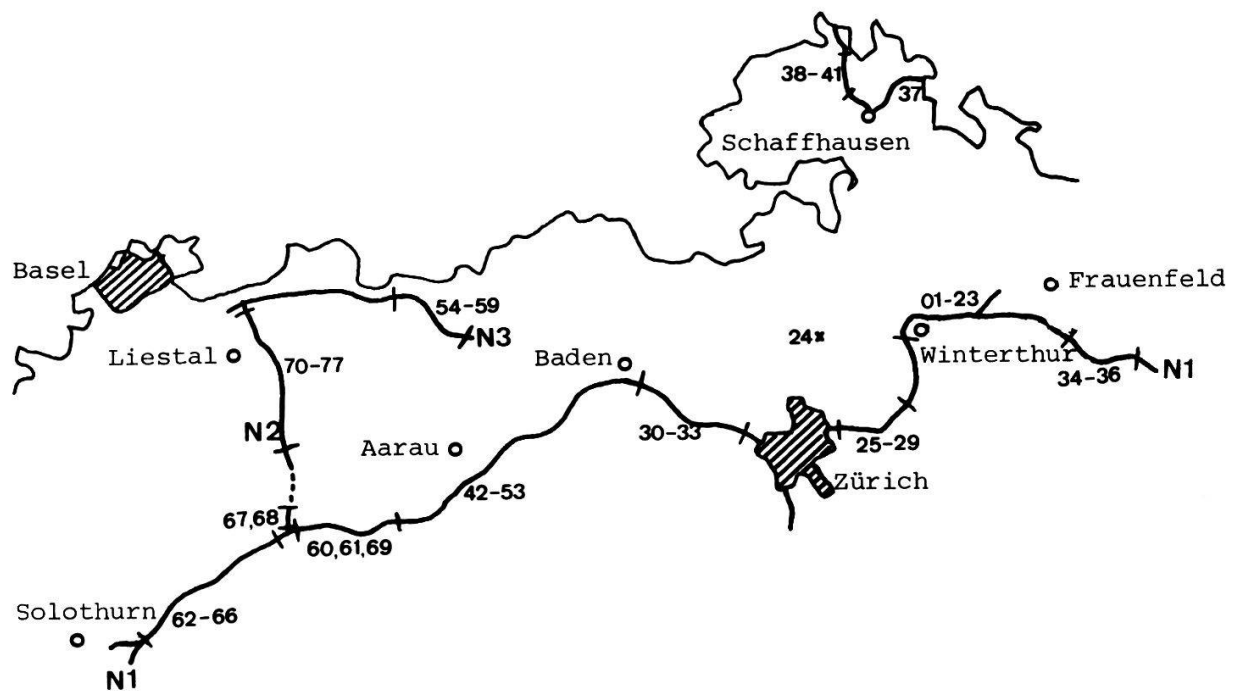 38-41
37
Schaffhausen
Basel
Frauenfeld
01-23
54-59
N3
24×
Winterthur
Liestal
Baden
70-77
34-36
N1
N2
30-33
25-29
Aarau
Zürich
42-53
67,68
60,61,69
Solothurn
62-66
N1